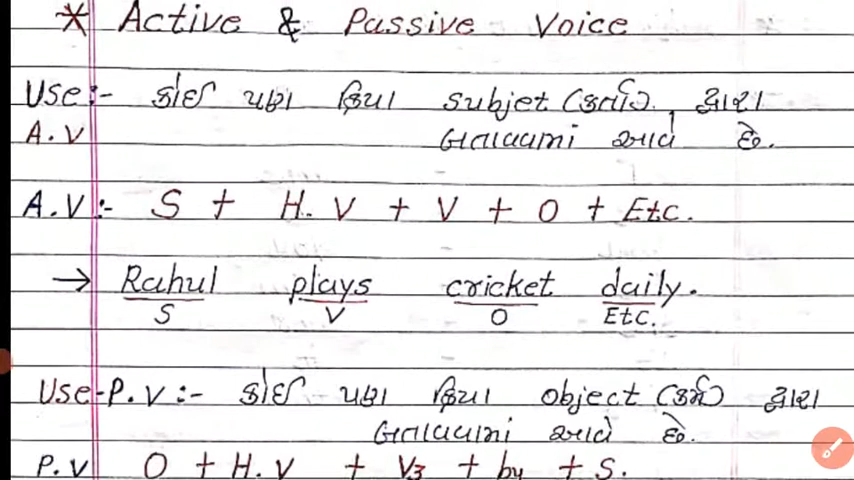 * Active & Passive Voice
Use:- કોઈ પણ ક્રિયા subjet (કર્તા) દ્વારા
A.V બતાવવામાં આવે છે.
A.V:- S + H.V + V + O + Etc.
→ Rahul plays cricket daily.
S V O Etc.
Use-P.V:- કોઈ પણ ક્રિયા object (કર્મ) દ્વારા
બતાવવામાં આવે છે.
P.V O + H.V + V3 + by + S.